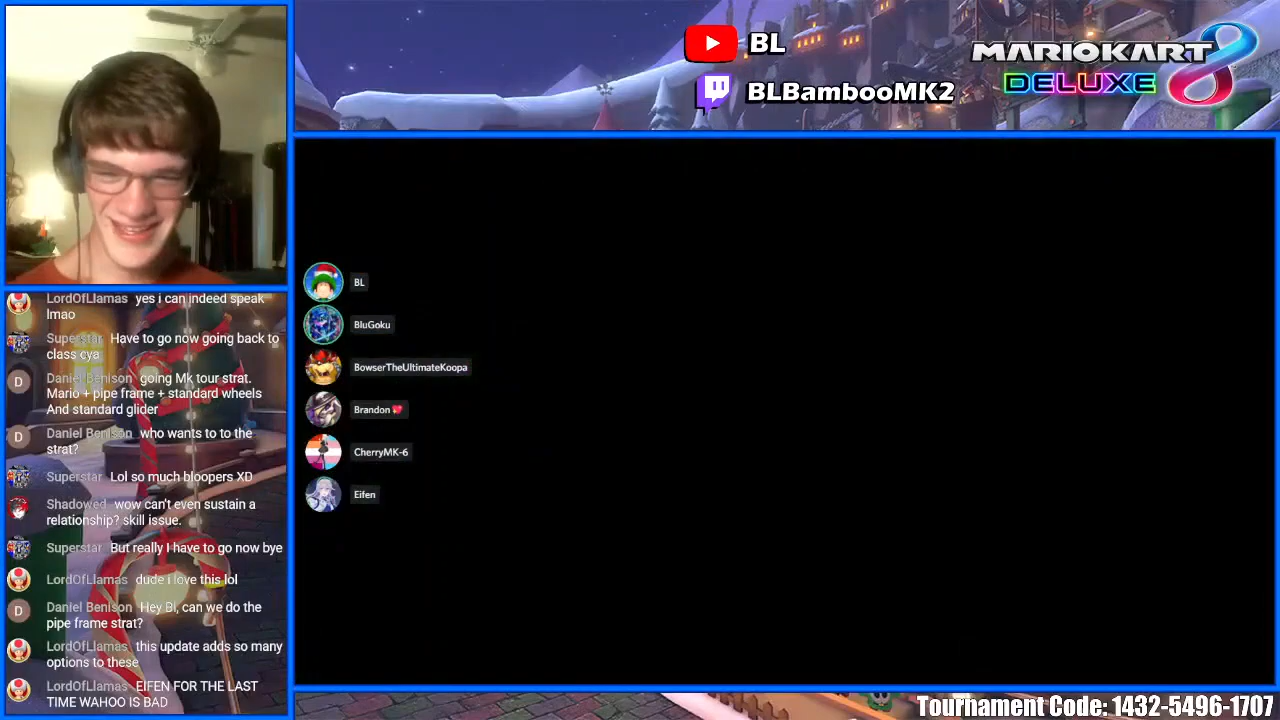 BL
BLBambooMK2
MARIOKART 8
DELUXE
BL
BluGoku
BowserTheUltimateKoopa
Brandon 💘
CherryMK-6
Eifen
LordOfLlamas yes i can indeed speak
lmao
Superstar Have to go now going back to
class cya
D
Daniel Benison going Mk tour strat.
Mario + pipe frame + standard wheels
And standard glider
D
Daniel Benison who wants to to the
strat?
Superstar Lol so much bloopers XD
Shadowed wow can't even sustain a
relationship? skill issue.
Superstar But really I have to go now bye
LordOfLlamas dude i love this lol
D
Daniel Benison Hey Bl, can we do the
pipe frame strat?
LordOfLlamas this update adds so many
options to these
LordOfLlamas EIFEN FOR THE LAST
TIME WAHOO IS BAD
Tournament Code: 1432-5496-1707